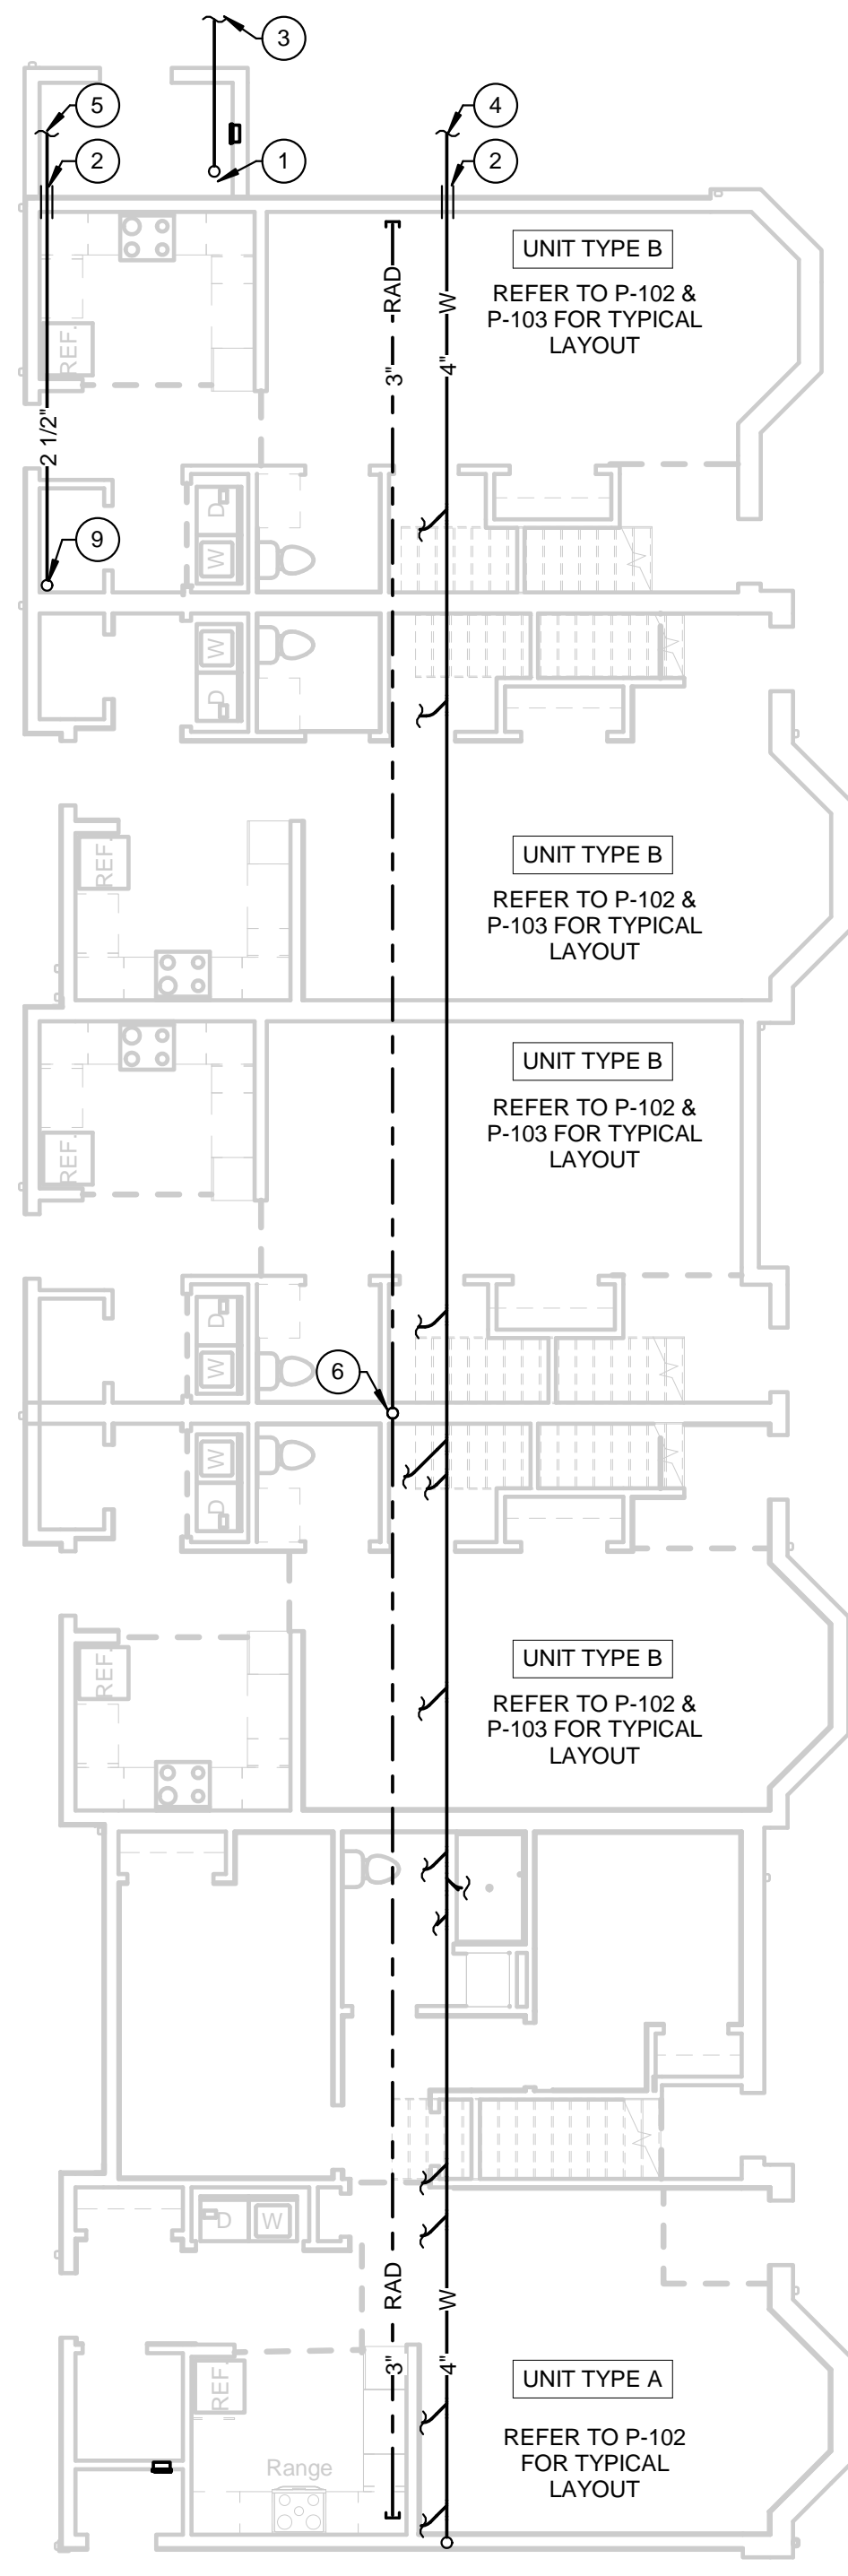 3
5
4
2
1
2
UNIT TYPE B
REFER TO P-102 &
P-103 FOR TYPICAL
LAYOUT
RAD
W
REF.
3"
4"
2 1/2"
D
W
9
W
D
UNIT TYPE B
REFER TO P-102 &
P-103 FOR TYPICAL
LAYOUT
REF.
UNIT TYPE B
REFER TO P-102 &
P-103 FOR TYPICAL
LAYOUT
REF.
D
W
6
W
D
UNIT TYPE B
REFER TO P-102 &
P-103 FOR TYPICAL
LAYOUT
REF.
D
W
RAD
W
3"
4"
UNIT TYPE A
REFER TO P-102
FOR TYPICAL
LAYOUT
REF.
Range